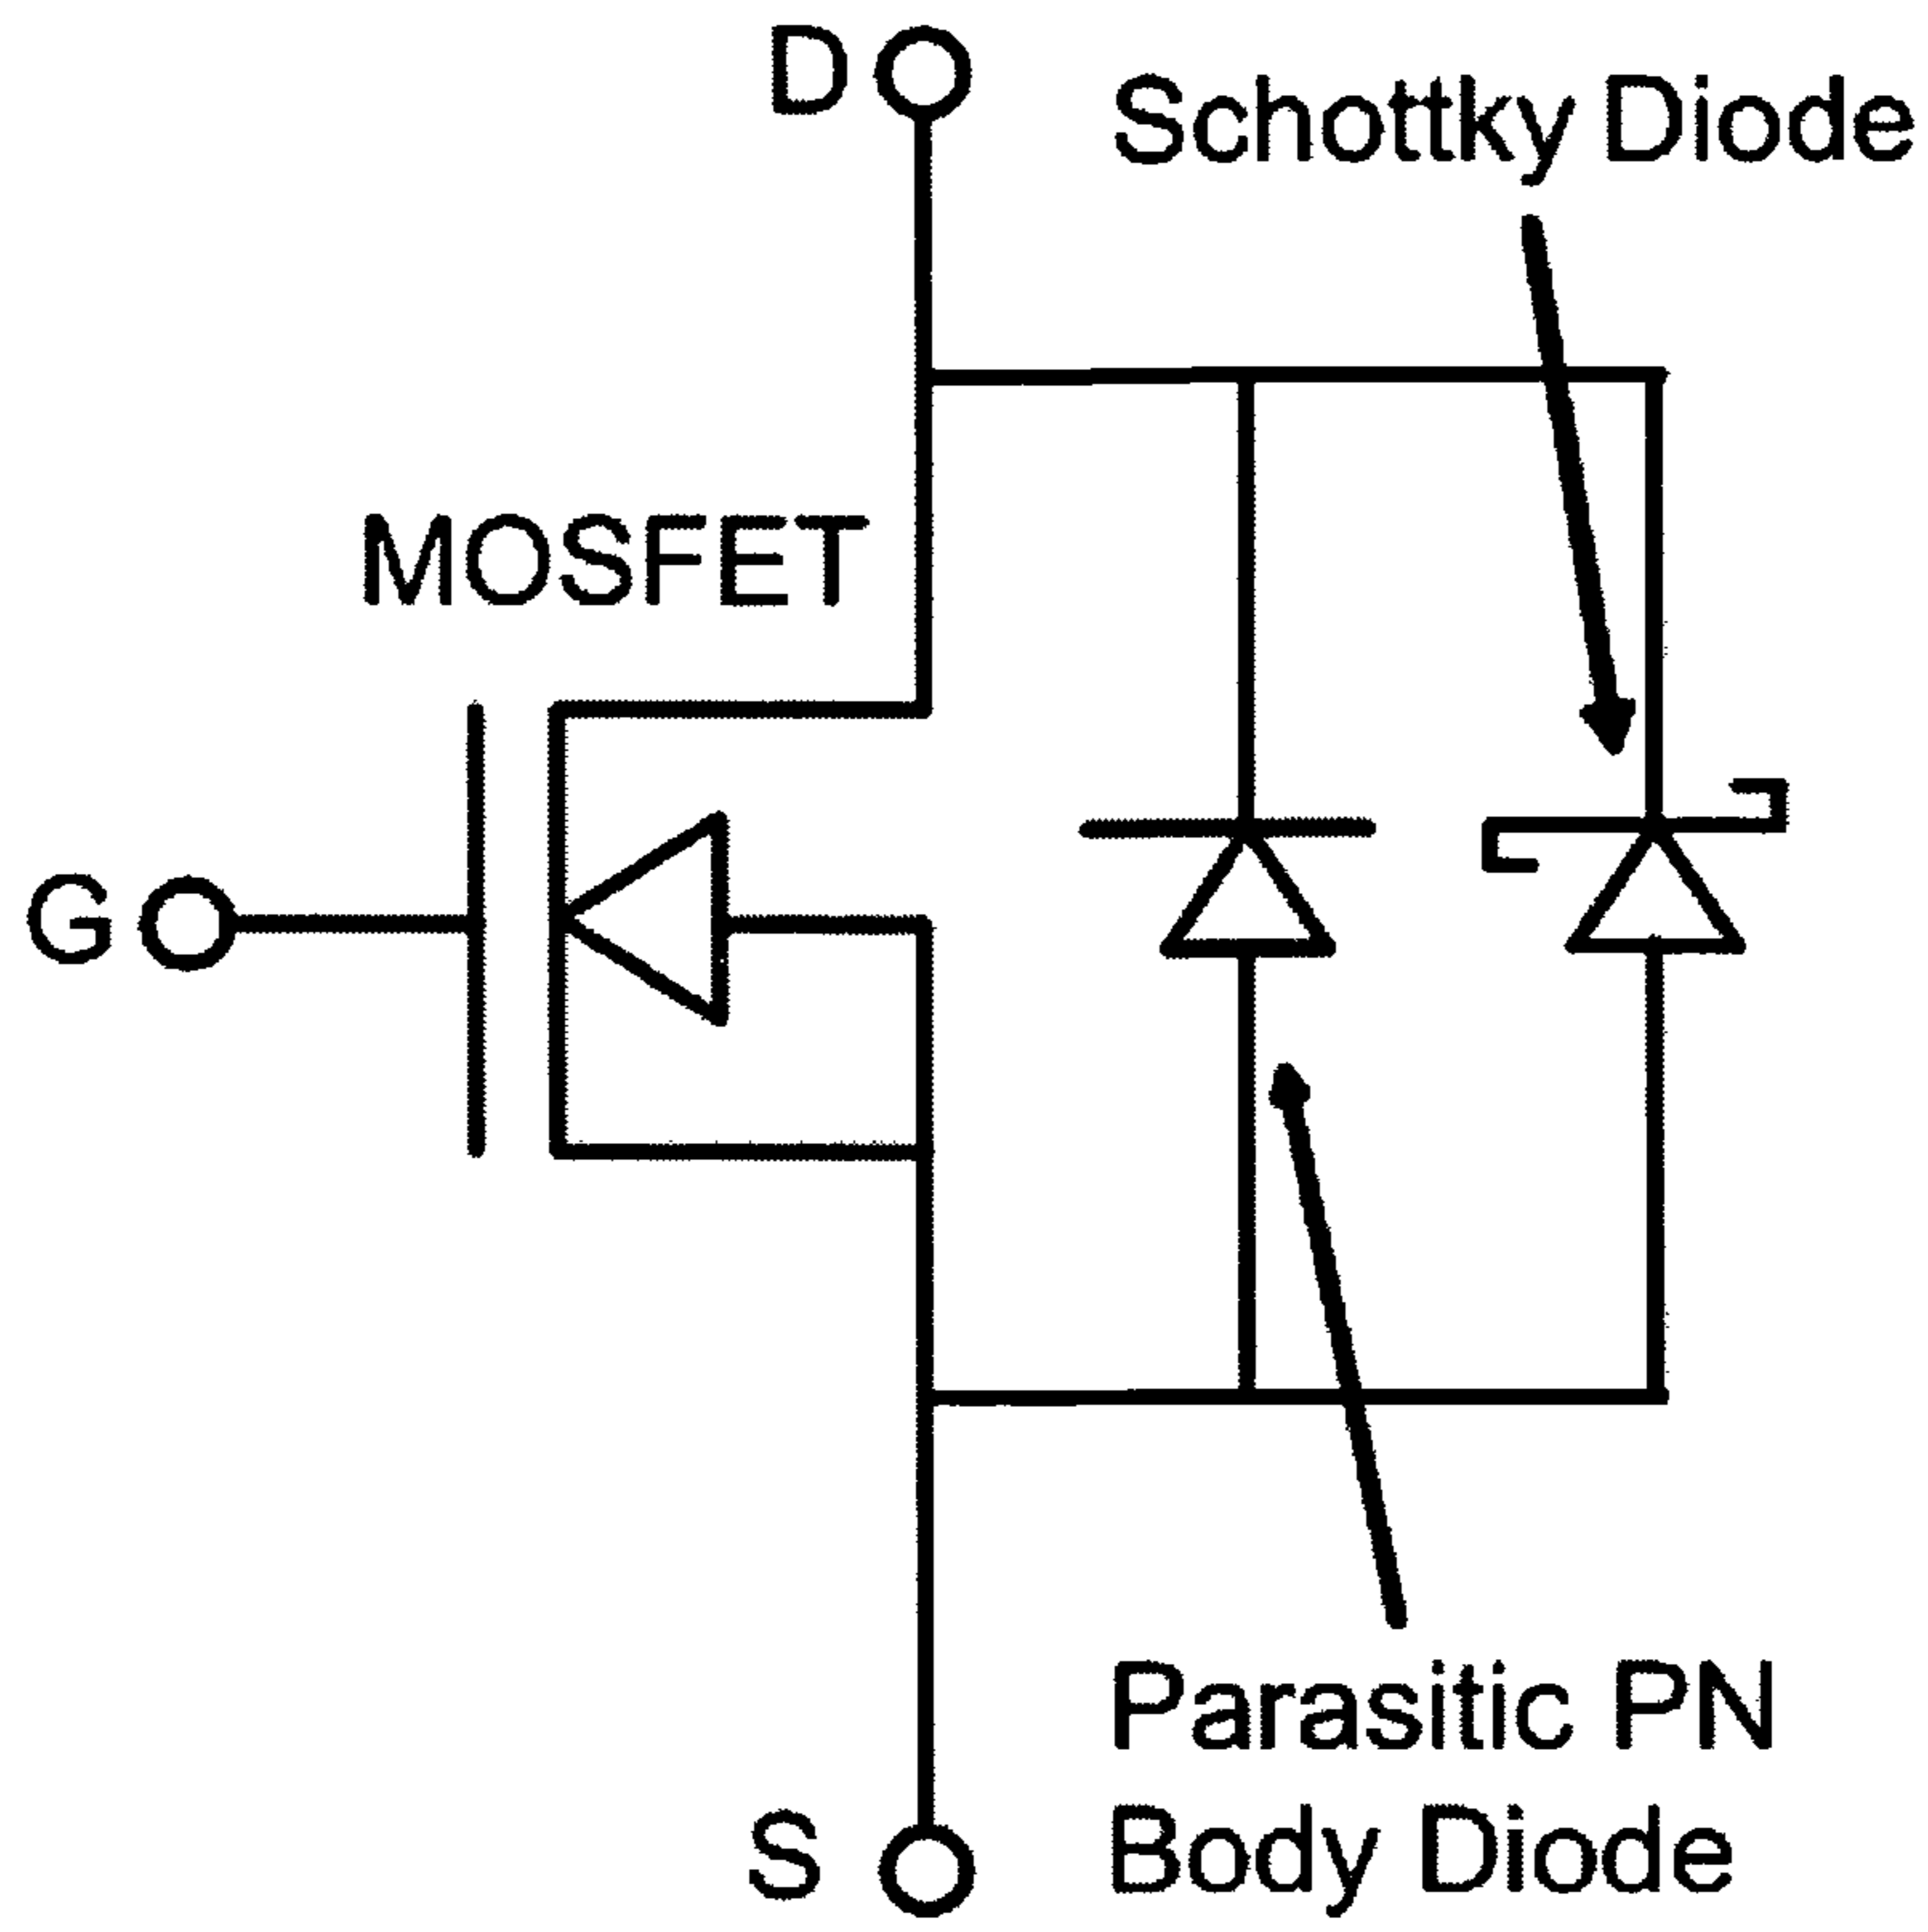 D
Schottky Diode
MOSFET
G
Parasitic PN
Body Diode
S